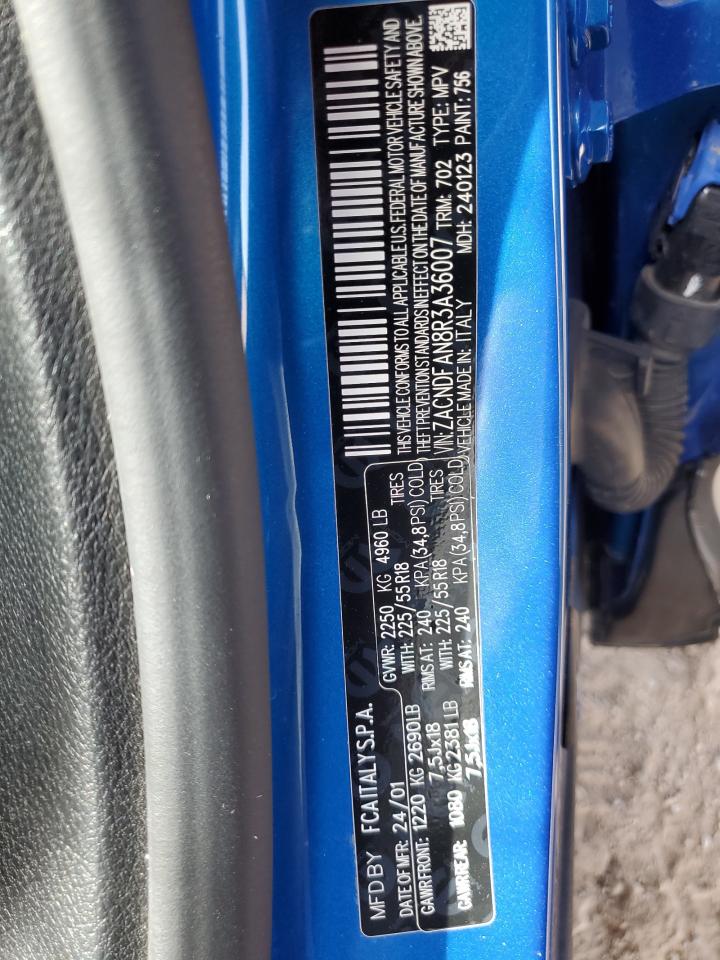 MFD BY FCA ITALY S.P.A.
DATE OF MFR: 24/01
GAWR FRONT: 1220 KG 2690 LB
7,5Jx18
GAWR REAR: 1080 KG 2381 LB
7,5Jx18
GVWR: 2250 KG 4960 LB
WITH: 225/55R18 TIRES
RIMS AT: 240 KPA (34,8PSI) COLD
WITH: 225/55R18 TIRES
RIMS AT: 240 KPA (34,8PSI) COLD
THIS VEHICLE CONFORMS TO ALL APPLICABLE U.S. FEDERAL MOTOR VEHICLE SAFETY AND
THEFT PREVENTION STANDARDS IN EFFECT ON THE DATE OF MANUFACTURE SHOWN ABOVE.
VIN: ZACNDFAN8R3A36007 TRIM: 702 TYPE: MPV
VEHICLE MADE IN: ITALY MDH: 240123 PAINT: 756